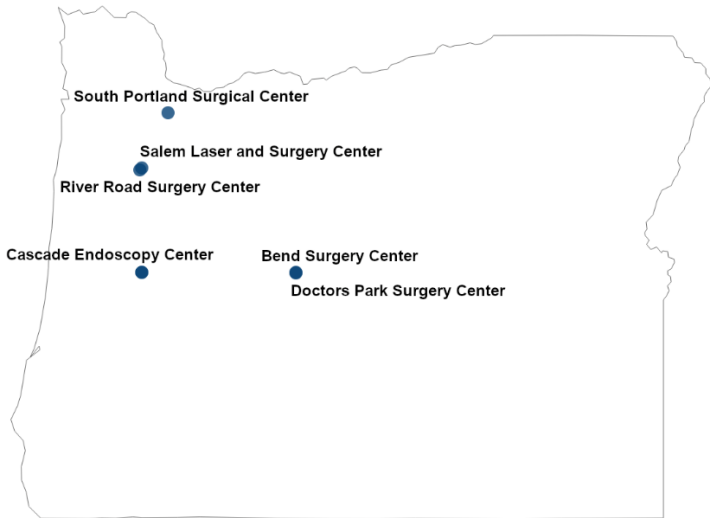 South Portland Surgical Center
Salem Laser and Surgery Center
River Road Surgery Center
Cascade Endoscopy Center
Bend Surgery Center
Doctors Park Surgery Center